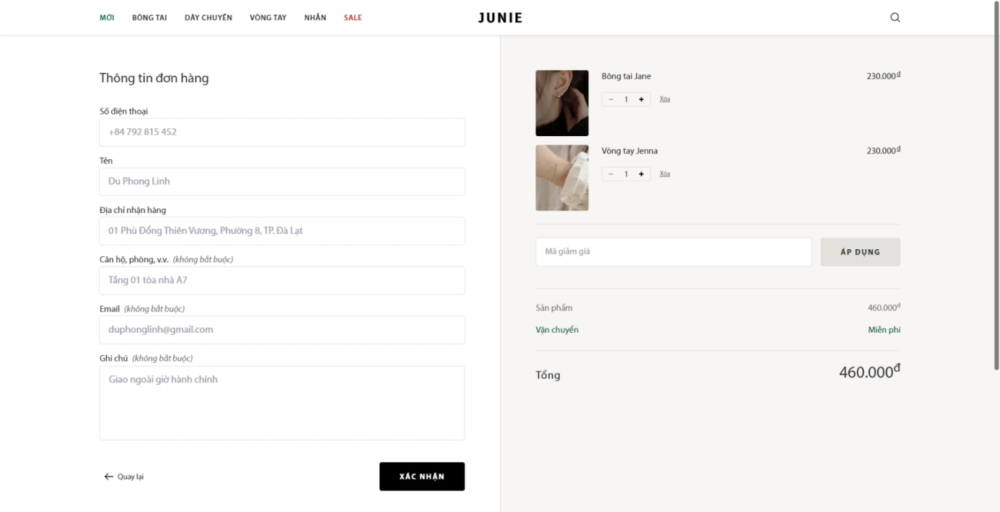 MỚI BÔNG TAI DÂY CHUYỀN VÒNG TAY NHẪN SALE JUNIE
Thông tin đơn hàng
Số điện thoại
+84 792 815 452
Tên
Du Phong Linh
Địa chỉ nhận hàng
01 Phù Đổng Thiên Vương, Phường 8, TP. Đà Lạt
Căn hộ, phòng, v.v. (không bắt buộc)
Tầng 01 tòa nhà A7
Email (không bắt buộc)
duphonglinh@gmail.com
Ghi chú (không bắt buộc)
Giao ngoài giờ hành chính
Quay lại
XÁC NHẬN
Bông tai Jane 230.000đ
− 1 + Xóa
Vòng tay Jenna 230.000đ
− 1 + Xóa
Mã giảm giá ÁP DỤNG
Sản phẩm 460.000đ
Vận chuyển Miễn phí
Tổng 460.000đ